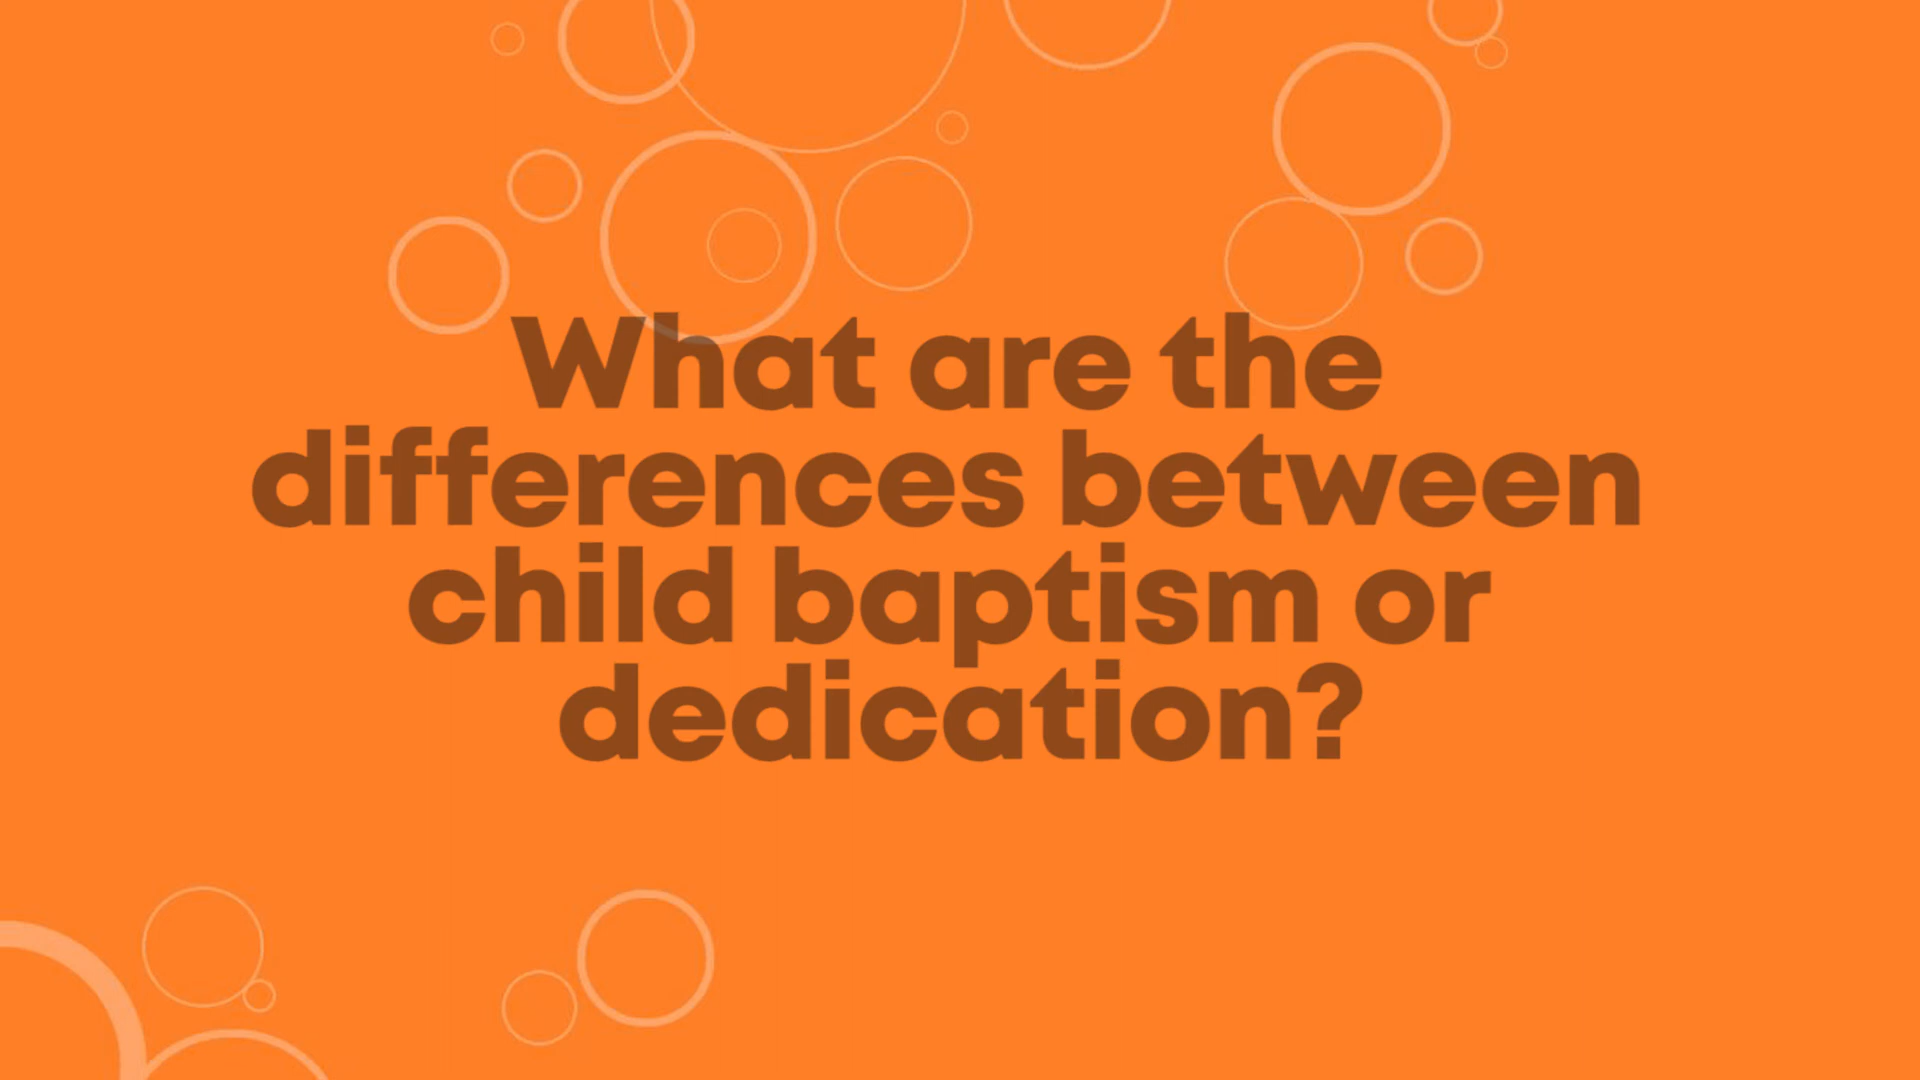 What are the
differences between
child baptism or
dedication?